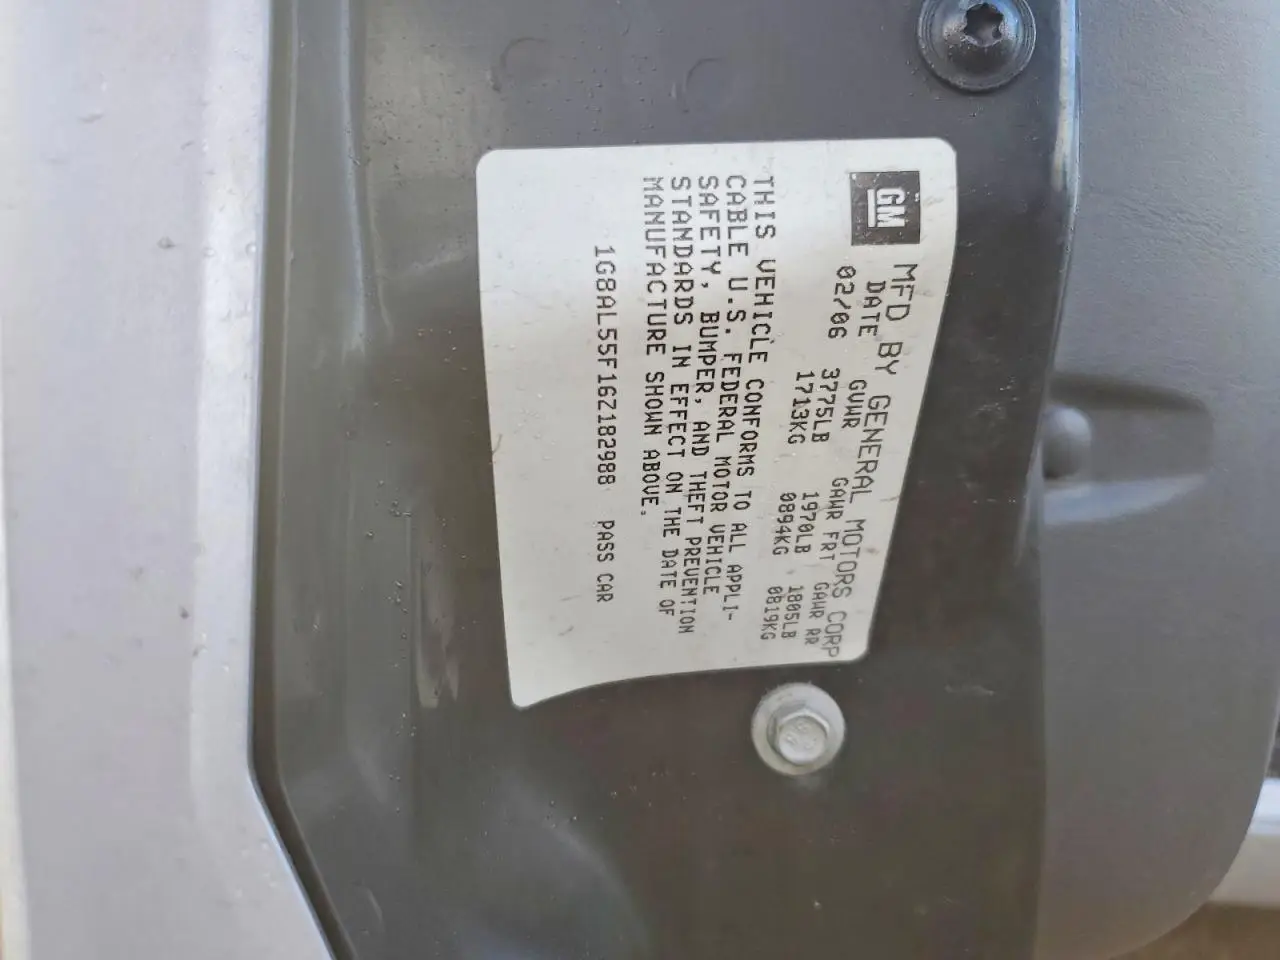 GM
MFD BY GENERAL MOTORS CORP
DATE GVWR GAWR FRT GAWR RR
02/06 3775LB 1970LB 1805LB
1713KG 0894KG 0819KG
THIS VEHICLE CONFORMS TO ALL APPLI-
CABLE U.S. FEDERAL MOTOR VEHICLE
SAFETY, BUMPER, AND THEFT PREVENTION
STANDARDS IN EFFECT ON THE DATE OF
MANUFACTURE SHOWN ABOVE.
1G8AL55F16Z182988 PASS CAR